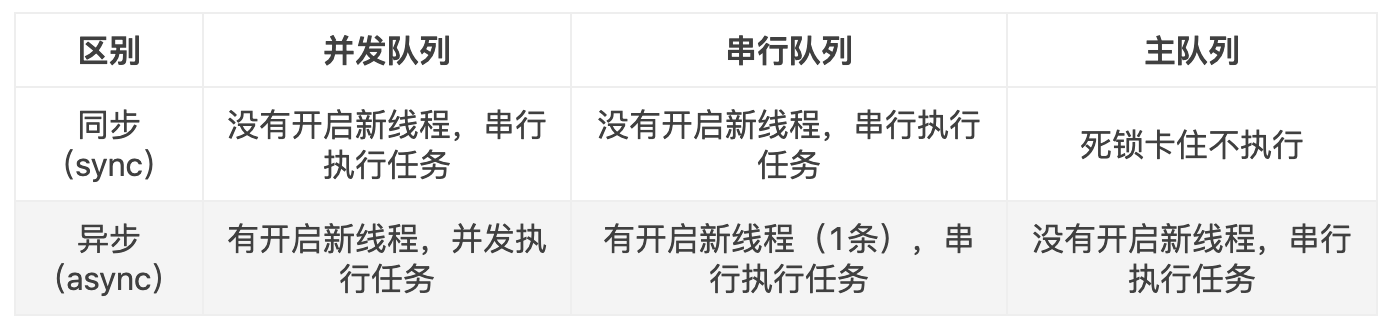 区别 并发队列 串行队列 主队列
同步 (sync) 没有开启新线程，串行执行任务 没有开启新线程，串行执行任务 死锁卡住不执行
异步 (async) 有开启新线程，并发执行任务 有开启新线程（1条），串行执行任务 没有开启新线程，串行执行任务